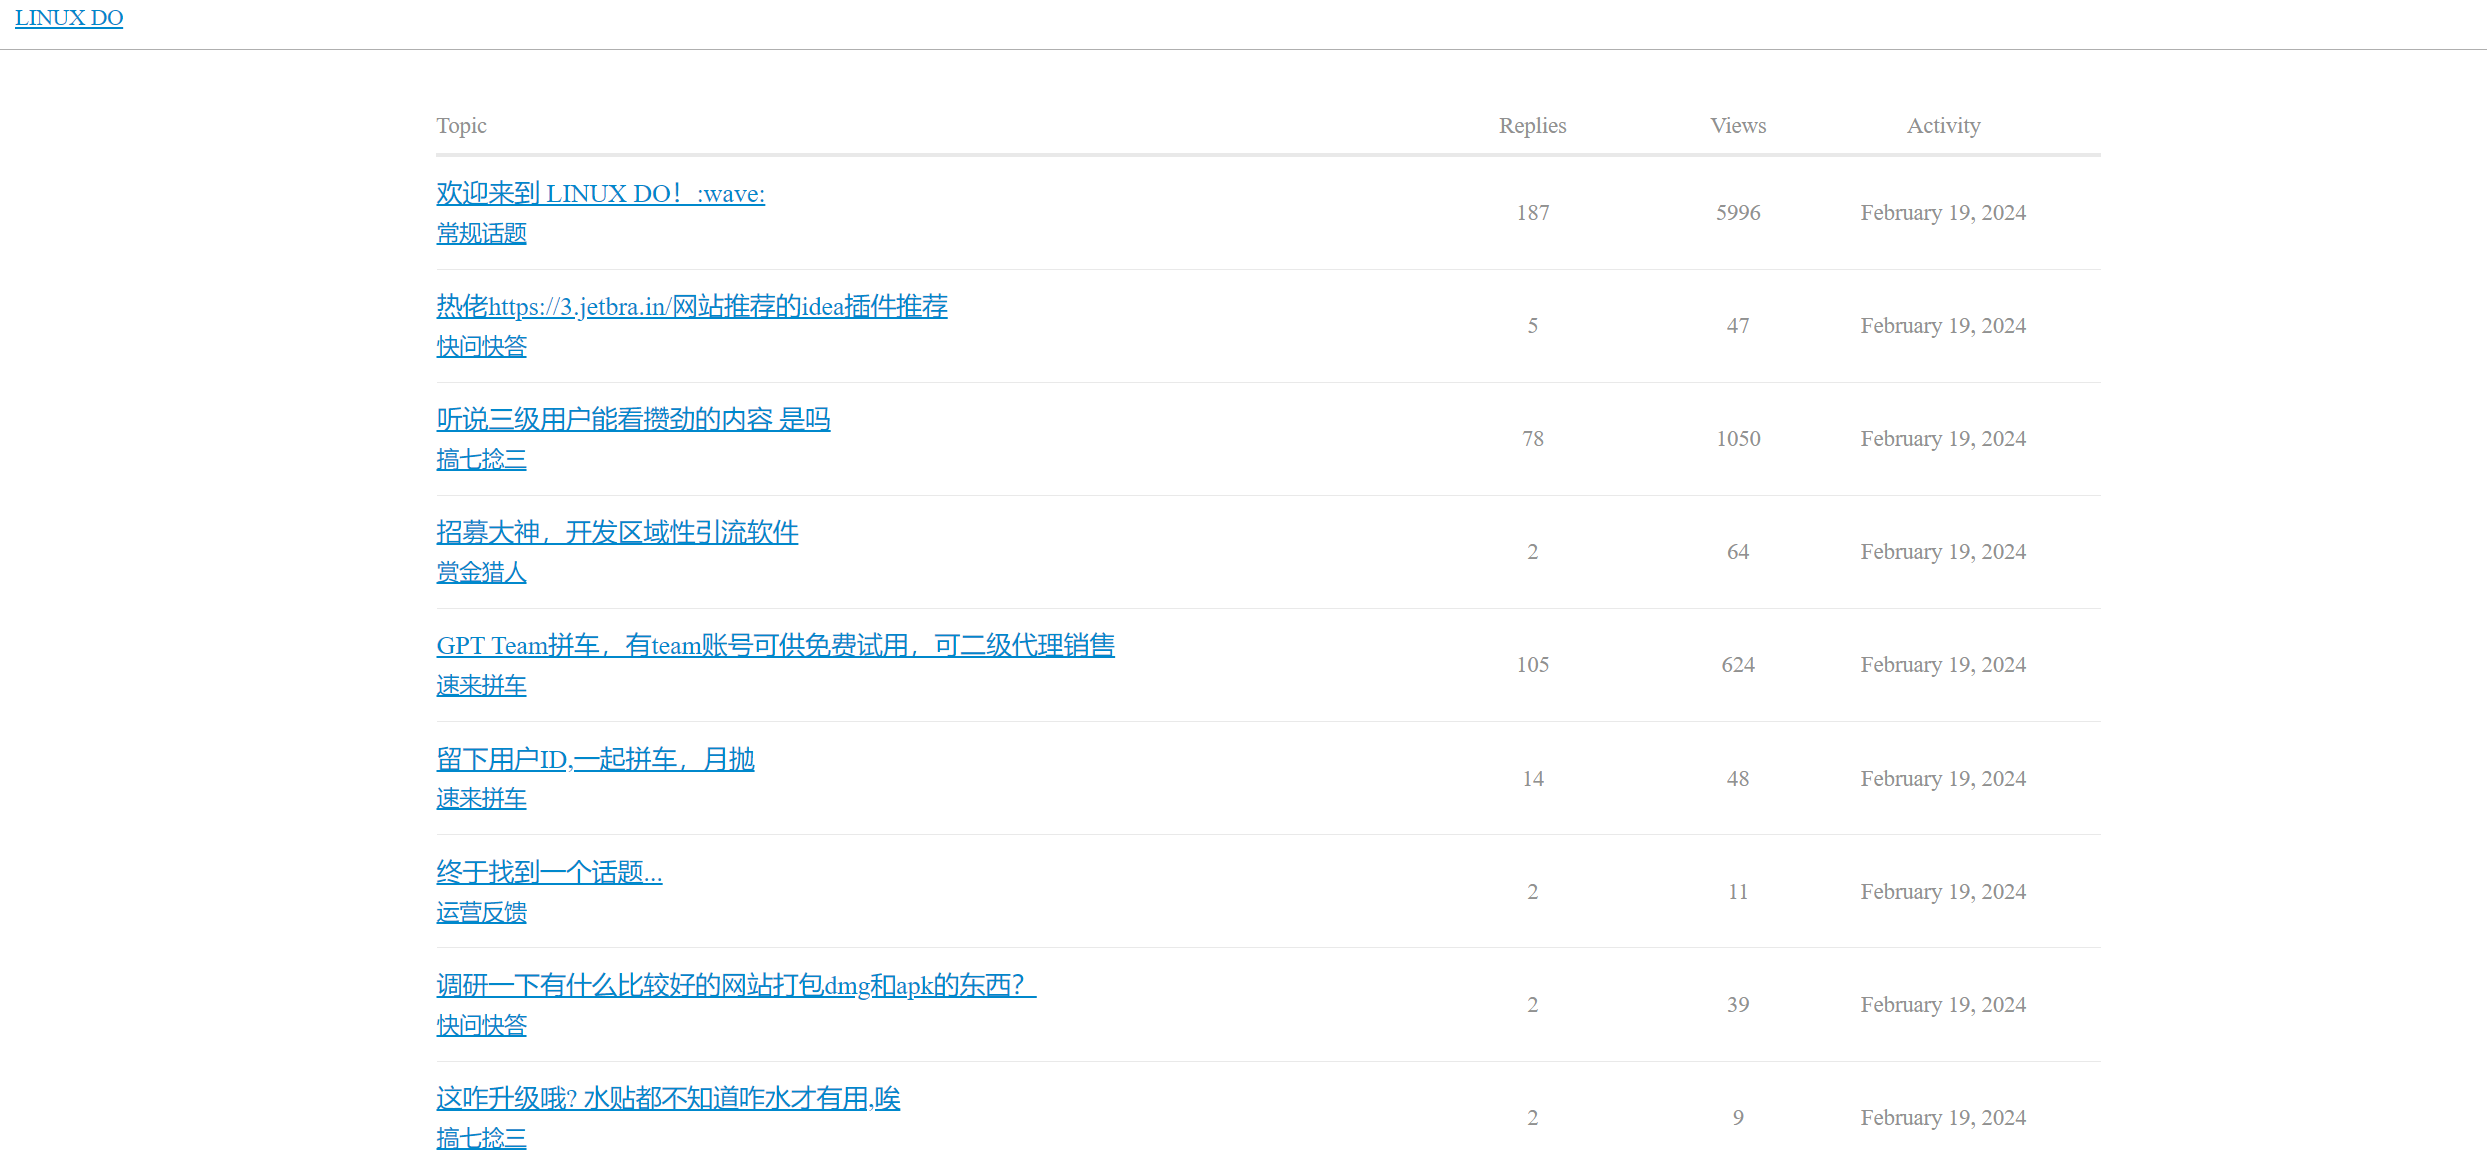 LINUX DO
Topic Replies Views Activity
欢迎来到 LINUX DO！:wave:
常规话题
187 5996 February 19, 2024
热佬https://3.jetbra.in/网站推荐的idea插件推荐
快问快答
5 47 February 19, 2024
听说三级用户能看攒劲的内容 是吗
搞七捻三
78 1050 February 19, 2024
招募大神，开发区域性引流软件
赏金猎人
2 64 February 19, 2024
GPT Team拼车，有team账号可供免费试用，可二级代理销售
速来拼车
105 624 February 19, 2024
留下用户ID,一起拼车，月抛
速来拼车
14 48 February 19, 2024
终于找到一个话题...
运营反馈
2 11 February 19, 2024
调研一下有什么比较好的网站打包dmg和apk的东西？
快问快答
2 39 February 19, 2024
这咋升级哦? 水贴都不知道咋水才有用,唉
搞七捻三
2 9 February 19, 2024